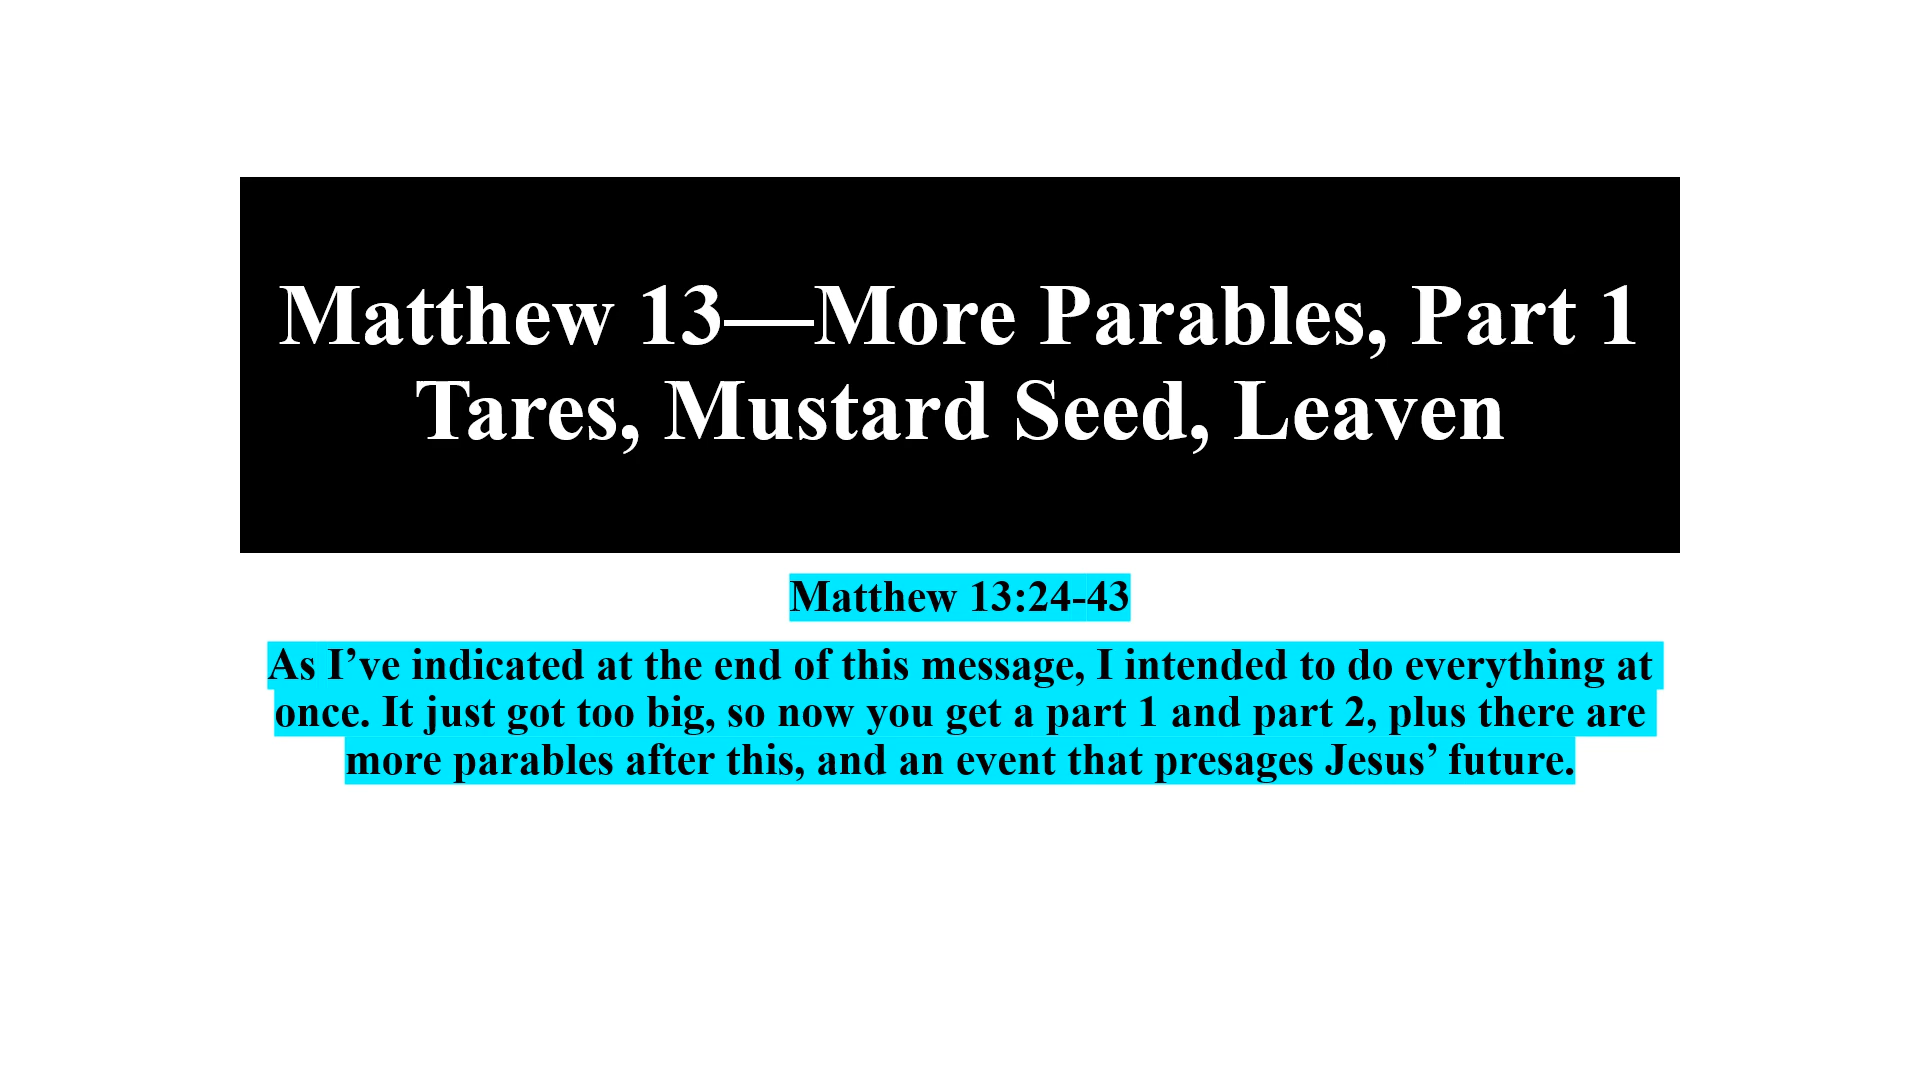 Matthew 13—More Parables, Part 1
Tares, Mustard Seed, Leaven
Matthew 13:24-43
As I’ve indicated at the end of this message, I intended to do everything at
once. It just got too big, so now you get a part 1 and part 2, plus there are
more parables after this, and an event that presages Jesus’ future.